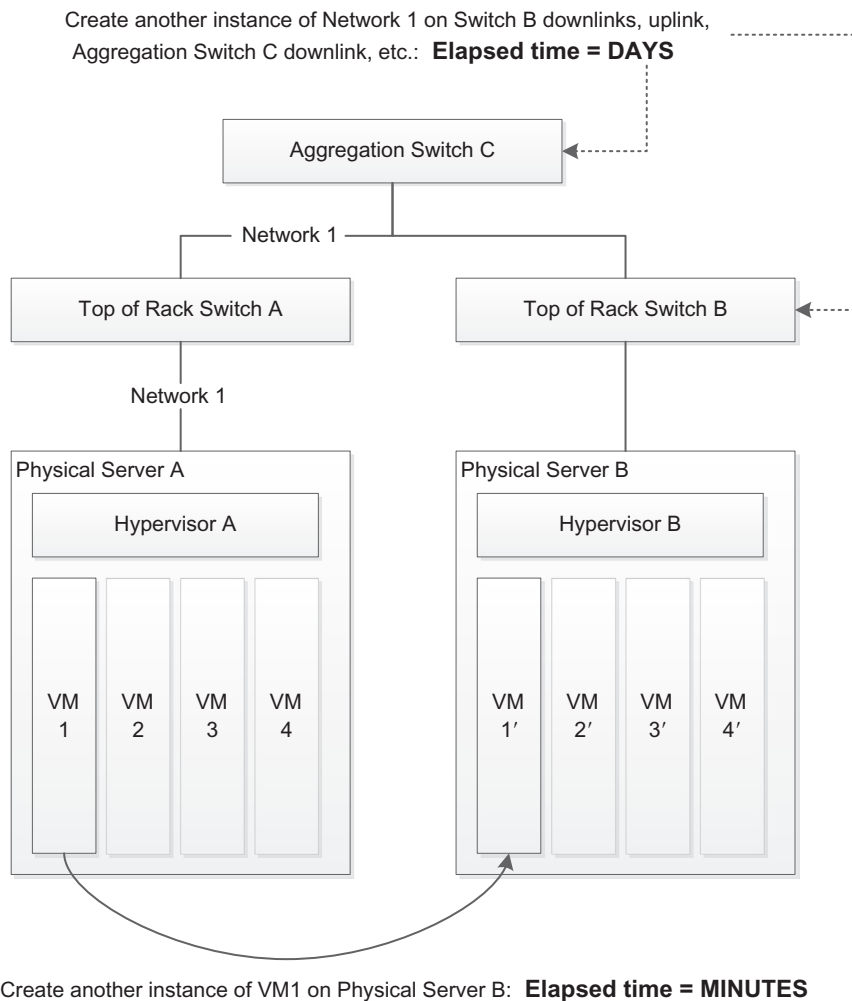 Create another instance of Network 1 on Switch B downlinks, uplink,
Aggregation Switch C downlink, etc.: Elapsed time = DAYS
Aggregation Switch C
Network 1
Top of Rack Switch A
Top of Rack Switch B
Network 1
Physical Server A
Physical Server B
Hypervisor A
Hypervisor B
VM
1
VM
2
VM
3
VM
4
VM
1′
VM
2′
VM
3′
VM
4′
Create another instance of VM1 on Physical Server B: Elapsed time = MINUTES